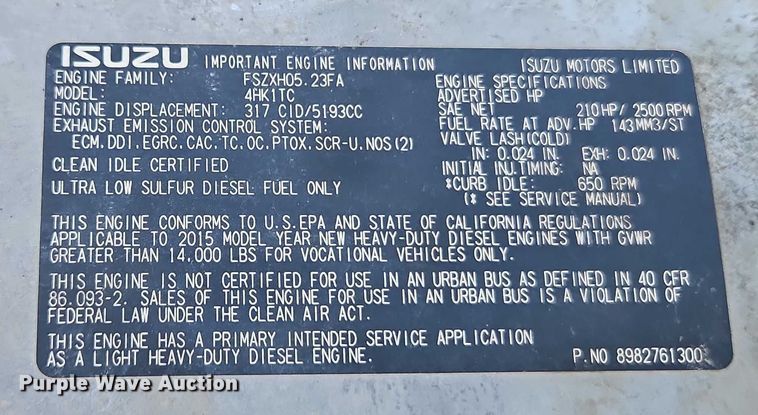 ISUZU IMPORTANT ENGINE INFORMATION ISUZU MOTORS LIMITED
ENGINE FAMILY: FSZXH05.23FA
MODEL: 4HK1TC
ENGINE DISPLACEMENT: 317 CID/5193CC
EXHAUST EMISSION CONTROL SYSTEM:
ECM.DDI.EGRC.CAC.TC.OC.PTOX.SCR-U.NOS(2)
CLEAN IDLE CERTIFIED
ULTRA LOW SULFUR DIESEL FUEL ONLY
ENGINE SPECIFICATIONS
ADVERTISED HP
SAE NET 210HP/2500RPM
FUEL RATE AT ADV.HP 143MM3/ST
VALVE LASH(COLD)
IN: 0.024 IN. EXH: 0.024 IN.
INITIAL INJ.TIMING: NA
*CURB IDLE: 650 RPM
(* SEE SERVICE MANUAL)
THIS ENGINE CONFORMS TO U.S.EPA AND STATE OF CALIFORNIA REGULATIONS
APPLICABLE TO 2015 MODEL YEAR NEW HEAVY-DUTY DIESEL ENGINES WITH GVWR
GREATER THAN 14.000 LBS FOR VOCATIONAL VEHICLES ONLY.
THIS ENGINE IS NOT CERTIFIED FOR USE IN AN URBAN BUS AS DEFINED IN 40 CFR
86.093-2. SALES OF THIS ENGINE FOR USE IN AN URBAN BUS IS A VIOLATION OF
FEDERAL LAW UNDER THE CLEAN AIR ACT.
THIS ENGINE HAS A PRIMARY INTENDED SERVICE APPLICATION
AS A LIGHT HEAVY-DUTY DIESEL ENGINE. P.NO 8982761300
Purple Wave Auction